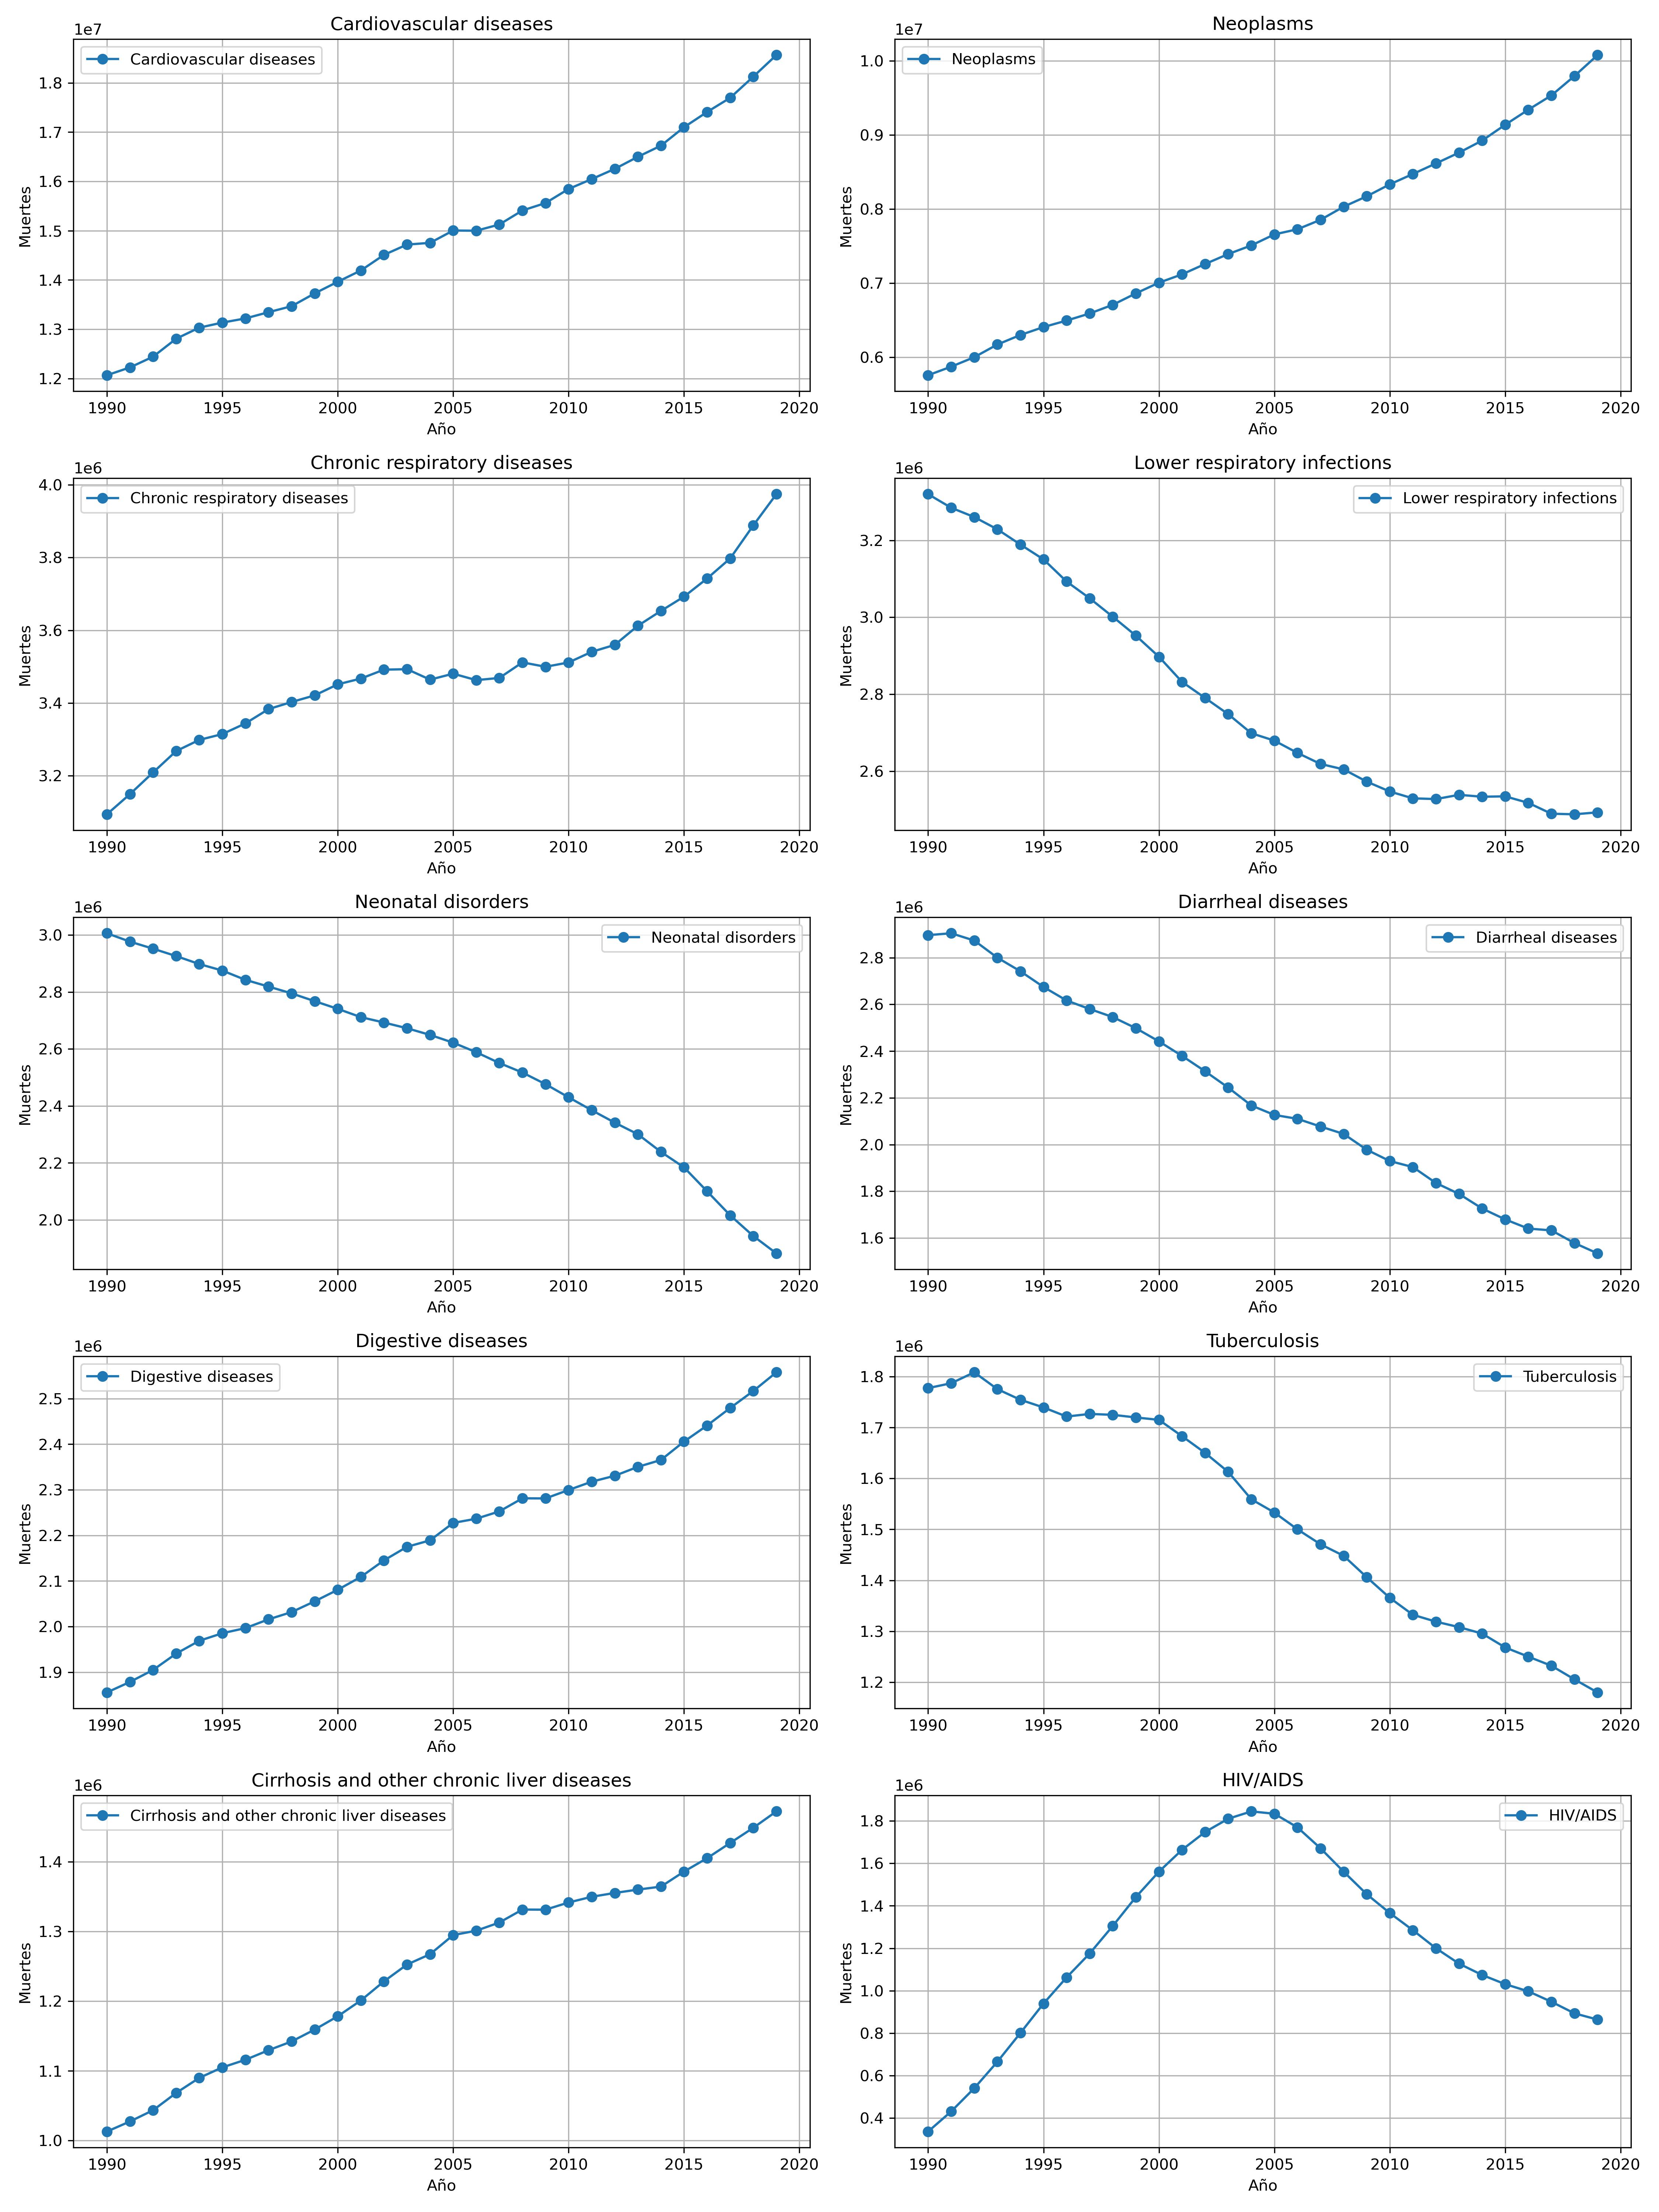 Cardiovascular diseases
1e7
Cardiovascular diseases
1.8
1.7
1.6
1.5
1.4
1.3
1.2
Muertes
1990 1995 2000 2005 2010 2015 2020
Año
Neoplasms
1e7
Neoplasms
1.0
0.9
0.8
0.7
0.6
Muertes
1990 1995 2000 2005 2010 2015 2020
Año
Chronic respiratory diseases
1e6
Chronic respiratory diseases
4.0
3.8
3.6
3.4
3.2
Muertes
1990 1995 2000 2005 2010 2015 2020
Año
Lower respiratory infections
1e6
Lower respiratory infections
3.2
3.0
2.8
2.6
Muertes
1990 1995 2000 2005 2010 2015 2020
Año
Neonatal disorders
1e6
Neonatal disorders
3.0
2.8
2.6
2.4
2.2
2.0
Muertes
1990 1995 2000 2005 2010 2015 2020
Año
Diarrheal diseases
1e6
Diarrheal diseases
2.8
2.6
2.4
2.2
2.0
1.8
1.6
Muertes
1990 1995 2000 2005 2010 2015 2020
Año
Digestive diseases
1e6
Digestive diseases
2.5
2.4
2.3
2.2
2.1
2.0
1.9
Muertes
1990 1995 2000 2005 2010 2015 2020
Año
Tuberculosis
1e6
Tuberculosis
1.8
1.7
1.6
1.5
1.4
1.3
1.2
Muertes
1990 1995 2000 2005 2010 2015 2020
Año
Cirrhosis and other chronic liver diseases
1e6
Cirrhosis and other chronic liver diseases
1.4
1.3
1.2
1.1
1.0
Muertes
1990 1995 2000 2005 2010 2015 2020
Año
HIV/AIDS
1e6
HIV/AIDS
1.8
1.6
1.4
1.2
1.0
0.8
0.6
0.4
Muertes
1990 1995 2000 2005 2010 2015 2020
Año